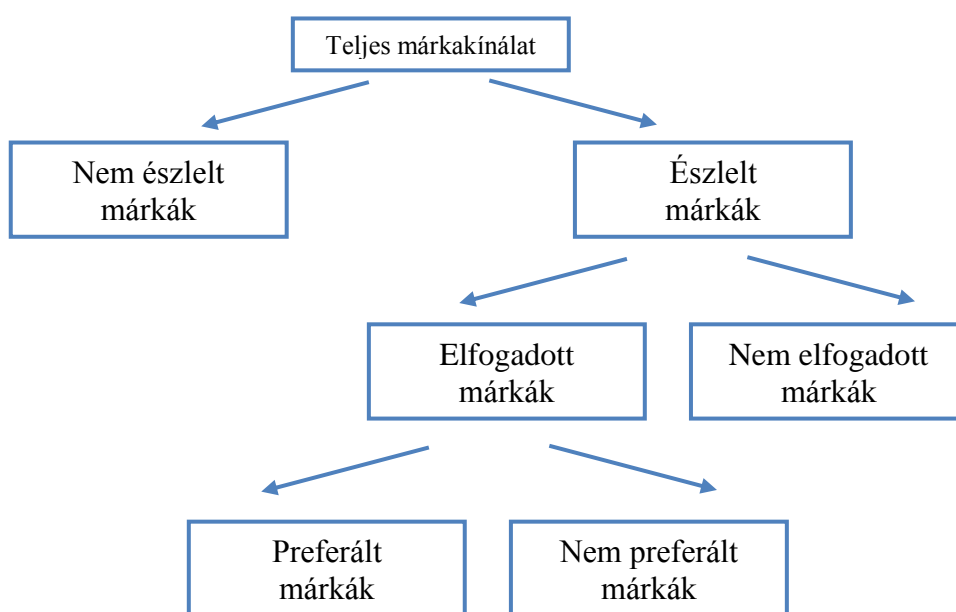 Teljes márkakínálat
Nem észlelt
márkák
Észlelt
márkák
Elfogadott
márkák
Nem elfogadott
márkák
Preferált
márkák
Nem preferált
márkák